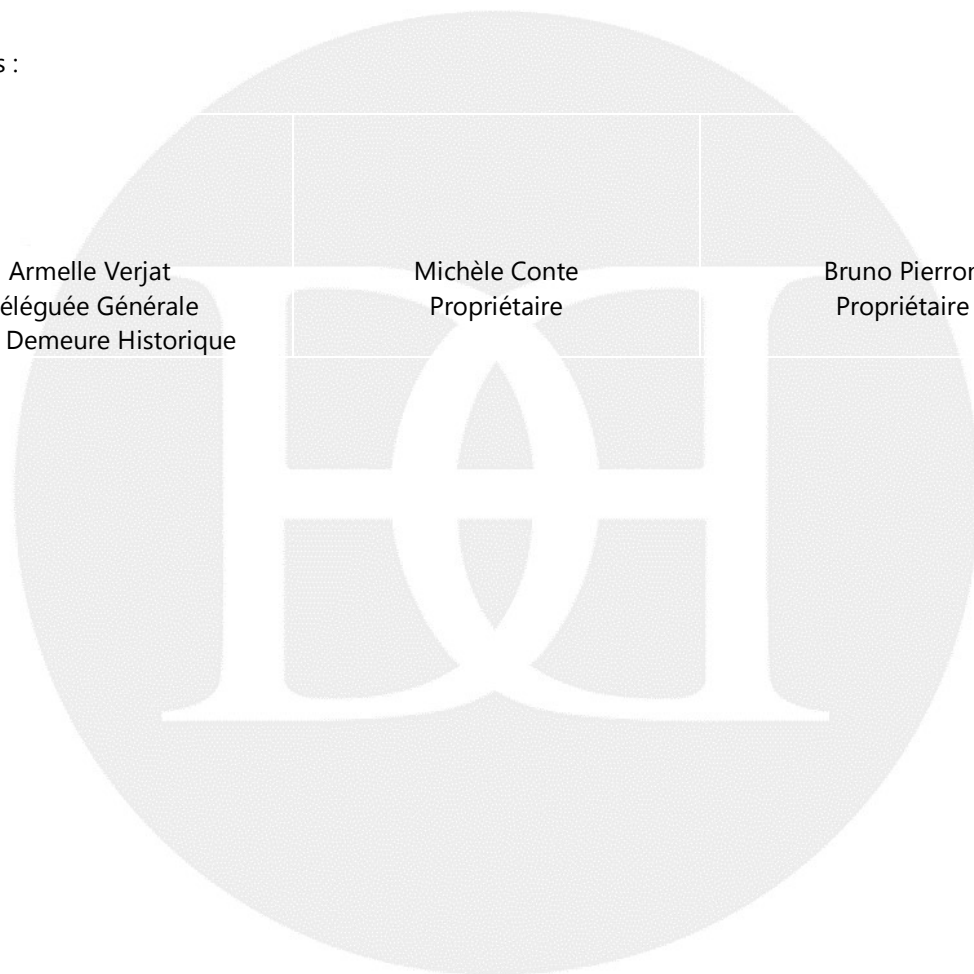 s :
Armelle Verjat
éléguée Générale
Demeure Historique
Michèle Conte
Propriétaire
Bruno Pierron
Propriétaire